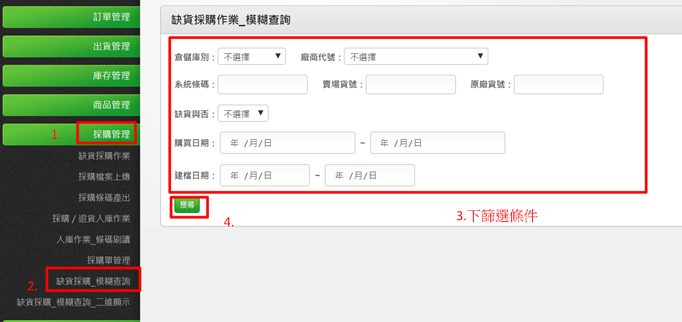 訂單管理
出貨管理
庫存管理
商品管理
1.
採購管理
缺貨採購作業
採購檔案上傳
採購條碼產出
採購 / 退貨入庫作業
入庫作業_條碼刷讀
採購單管理
2.
缺貨採購_模糊查詢
缺貨採購_模糊查詢_二維顯示
缺貨採購作業_模糊查詢
倉儲庫別： 不選擇 廠商代號： 不選擇
系統條碼： 賣場貨號： 原廠貨號：
缺貨與否： 不選擇
購買日期： 年 /月/日 ~ 年 /月/日
建檔日期： 年 /月/日 ~ 年 /月/日
搜尋
4.
3.下篩選條件